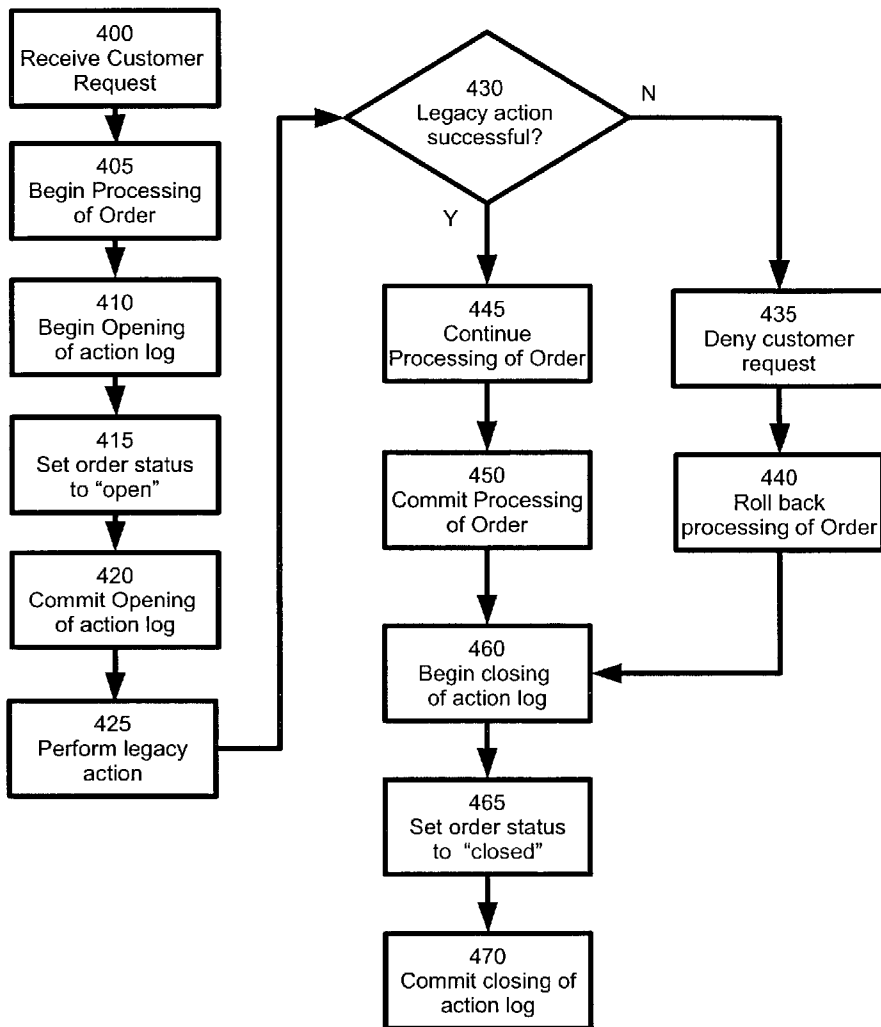 400
Receive Customer
Request
405
Begin Processing
of Order
410
Begin Opening
of action log
415
Set order status
to “open”
420
Commit Opening
of action log
425
Perform legacy
action
430
Legacy action
successful?
N
Y
445
Continue
Processing of Order
450
Commit Processing
of Order
435
Deny customer
request
440
Roll back
processing of Order
460
Begin closing
of action log
465
Set order status
to “closed”
470
Commit closing of
action log